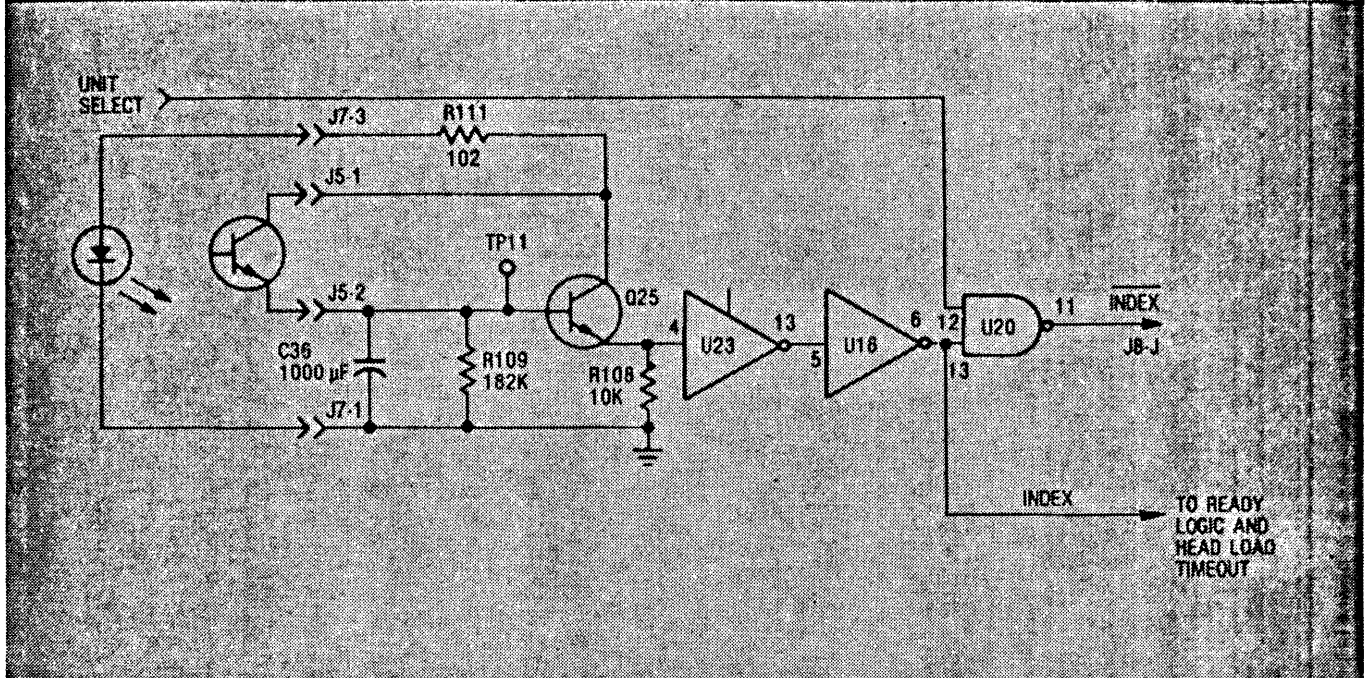 UNIT
SELECT
J7-3
R111
102
J5-1
TP11
J5-2
Q25
C36
1000 µF
R109
182K
R108
10K
J7-1
4
U23
13
5
U16
6
12
13
U20
11
INDEX
J8-J
INDEX
TO READY
LOGIC AND
HEAD LOAD
TIMEOUT